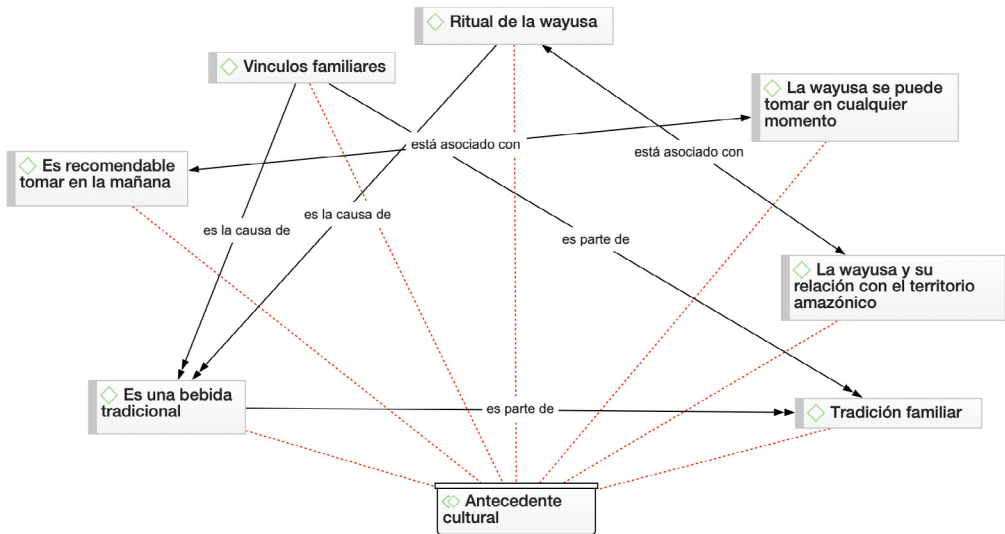 Ritual de la wayusa
Vinculos familiares
La wayusa se puede
tomar en cualquier
momento
está asociado con
está asociado con
Es recomendable
tomar en la mañana
es la causa de
es la causa de
es parte de
La wayusa y su
relación con el territorio
amazónico
Es una bebida
tradicional
es parte de
Tradición familiar
Antecedente
cultural